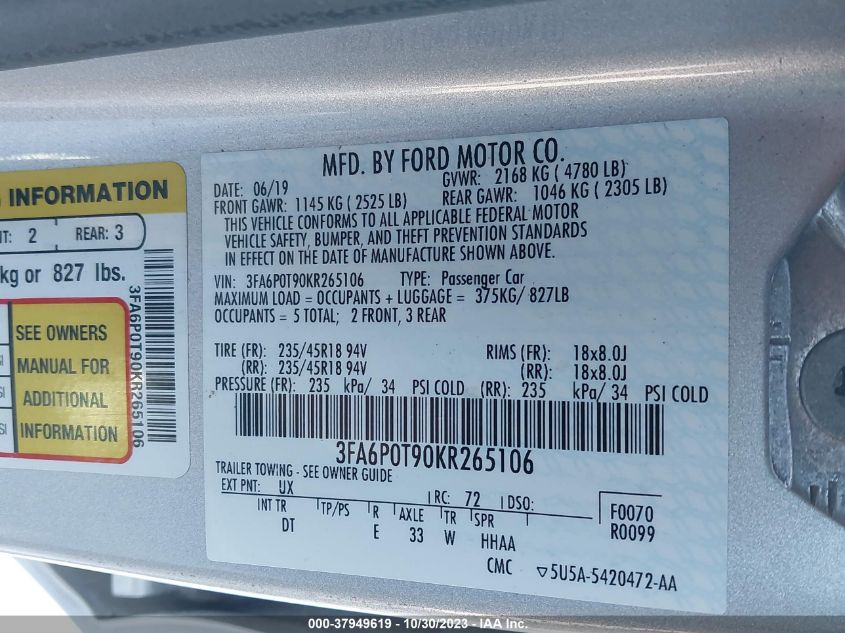 INFORMATION
2
REAR: 3
kg or 827 lbs.
SEE OWNERS
MANUAL FOR
ADDITIONAL
INFORMATION
3FA6P0T90KR265106
MFD. BY FORD MOTOR CO.
DATE: 06/19 GVWR: 2168 KG ( 4780 LB)
FRONT GAWR: 1145 KG ( 2525 LB) REAR GAWR: 1046 KG ( 2305 LB)
THIS VEHICLE CONFORMS TO ALL APPLICABLE FEDERAL MOTOR
VEHICLE SAFETY, BUMPER, AND THEFT PREVENTION STANDARDS
IN EFFECT ON THE DATE OF MANUFACTURE SHOWN ABOVE.
VIN: 3FA6P0T90KR265106 TYPE: Passenger Car
MAXIMUM LOAD = OCCUPANTS + LUGGAGE = 375KG/ 827LB
OCCUPANTS = 5 TOTAL; 2 FRONT, 3 REAR
TIRE (FR): 235/45R18 94V RIMS (FR): 18x8.0J
(RR): 235/45R18 94V (RR): 18x8.0J
PRESSURE (FR): 235 kPa/ 34 PSI COLD (RR): 235 kPa/ 34 PSI COLD
3FA6P0T90KR265106
TRAILER TOWING - SEE OWNER GUIDE
EXT PNT: UX RC: 72 DSO: F0070
INT TR TP/PS R AXLE TR SPR R0099
DT E 33 W HHAA
CMC ▽5U5A-5420472-AA
000-37949619 - 10/30/2023 - IAA Inc.